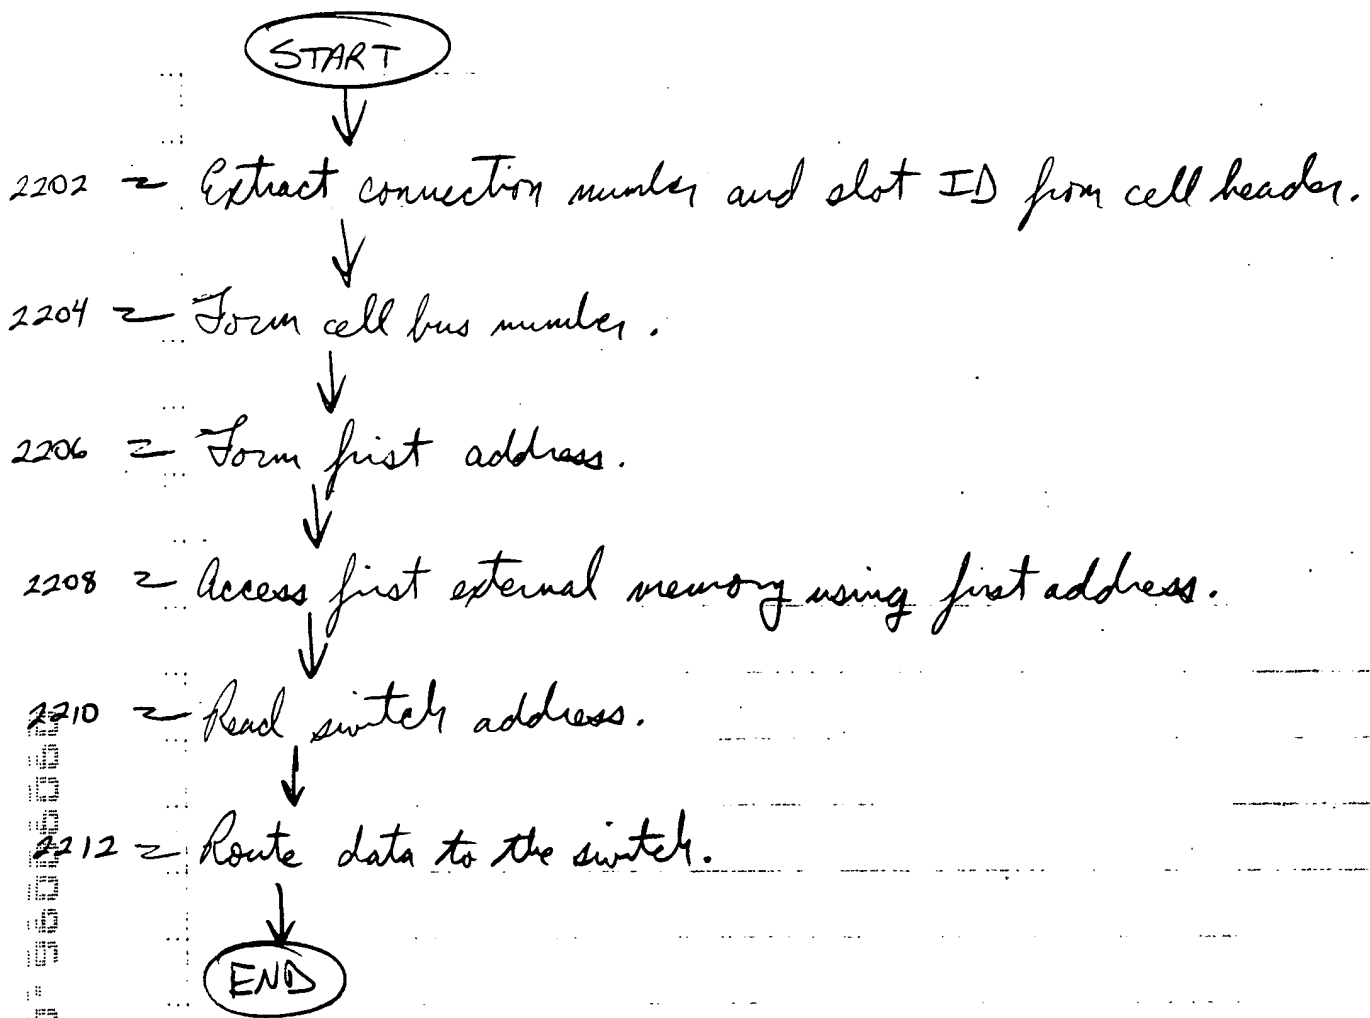 START
2202 Extract connection number and slot ID from cell header.
2204 Form cell bus number.
2206 Form first address.
2208 Access first external memory using first address.
2210 Read switch address.
2212 Route data to the switch.
END